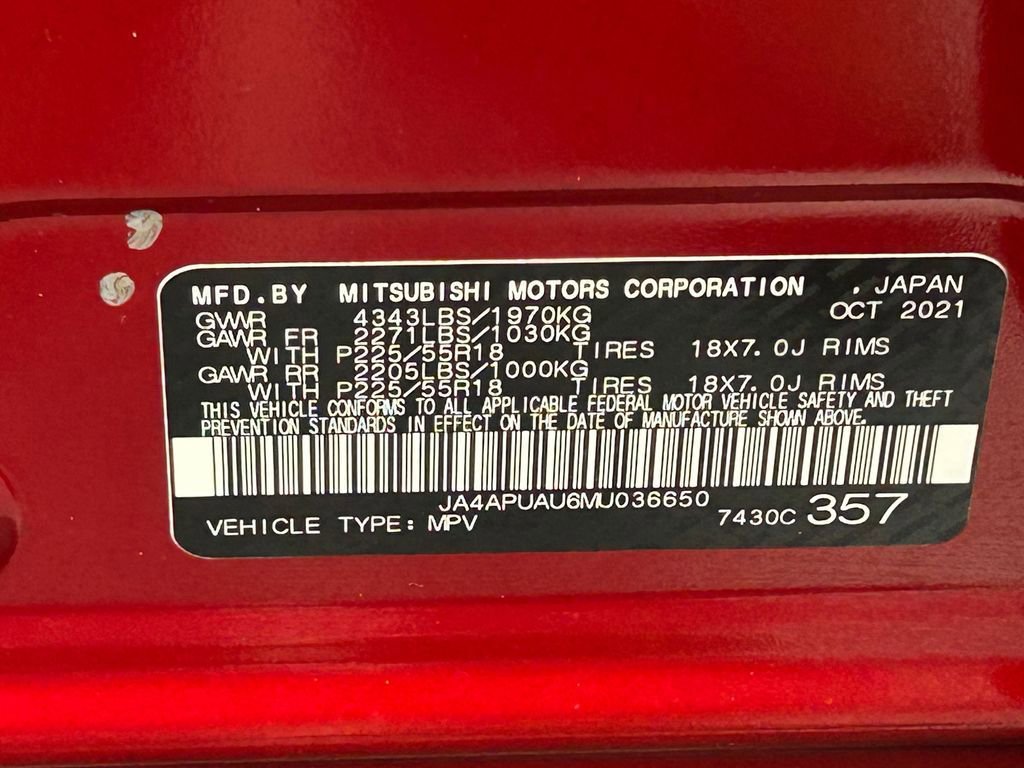 MFD.BY MITSUBISHI MOTORS CORPORATION . JAPAN
GVWR 4343LBS/1970KG OCT 2021
GAWR FR 2271LBS/1030KG
WITH P225/55R18 TIRES 18X7.0J RIMS
GAWR RR 2205LBS/1000KG
WITH P225/55R18 TIRES 18X7.0J RIMS
THIS VEHICLE CONFORMS TO ALL APPLICABLE FEDERAL MOTOR VEHICLE SAFETY AND THEFT
PREVENTION STANDARDS IN EFFECT ON THE DATE OF MANUFACTURE SHOWN ABOVE.
JA4APUAU6MU036650
VEHICLE TYPE: MPV 7430C 357